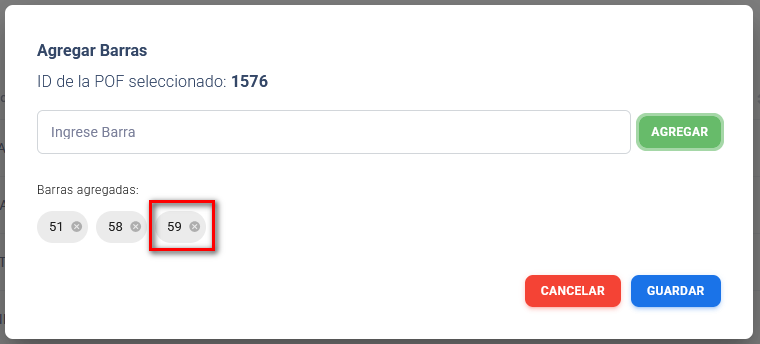 Agregar Barras
ID de la POF seleccionado: 1576
Ingrese Barra
AGREGAR
Barras agregadas:
51 58 59
CANCELAR GUARDAR